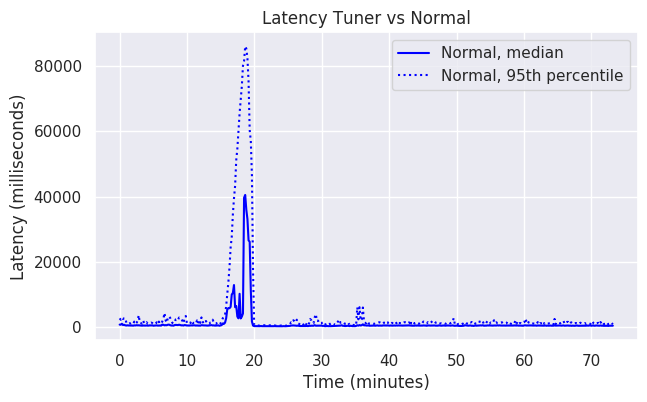 Latency Tuner vs Normal
Normal, median
Normal, 95th percentile
80000
60000
40000
20000
0
Latency (milliseconds)
0 10 20 30 40 50 60 70
Time (minutes)